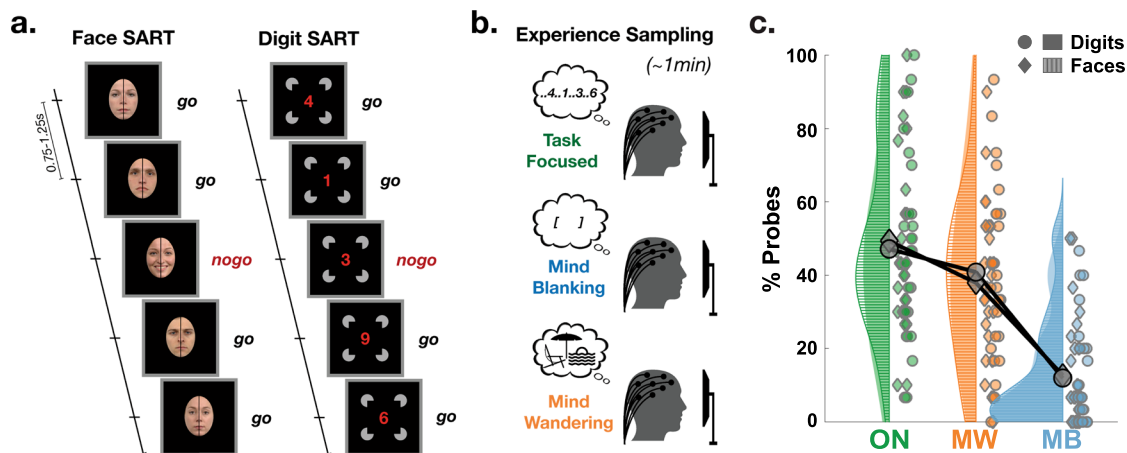 a.
Face SART
Digit SART
0.75-1.25s
go
4
go
go
1
go
nogo
3
nogo
go
9
go
go
6
go
b.
Experience Sampling
(~1min)
..4..1..3..6
Task
Focused
[ ]
Mind
Blanking
Mind
Wandering
c.
Digits
Faces
% Probes
100
80
60
40
20
0
ON
MW
MB